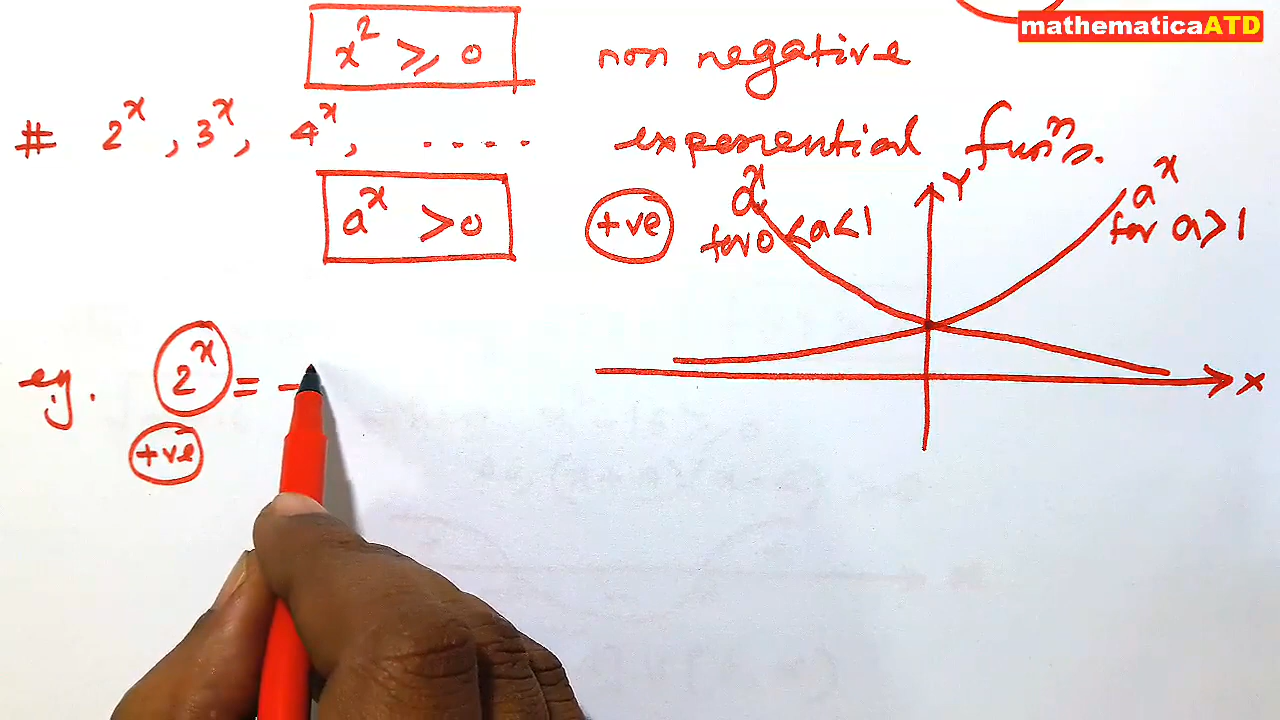 mathematicaATD
x² ≥, 0 non negative
# 2ˣ, 3ˣ, 4ˣ, ..... exponential funⁿs.
aˣ > 0 +ve
aˣ
for 0 < a < 1
Y
aˣ
for a > 1
X
eg. 2ˣ = –
+ve